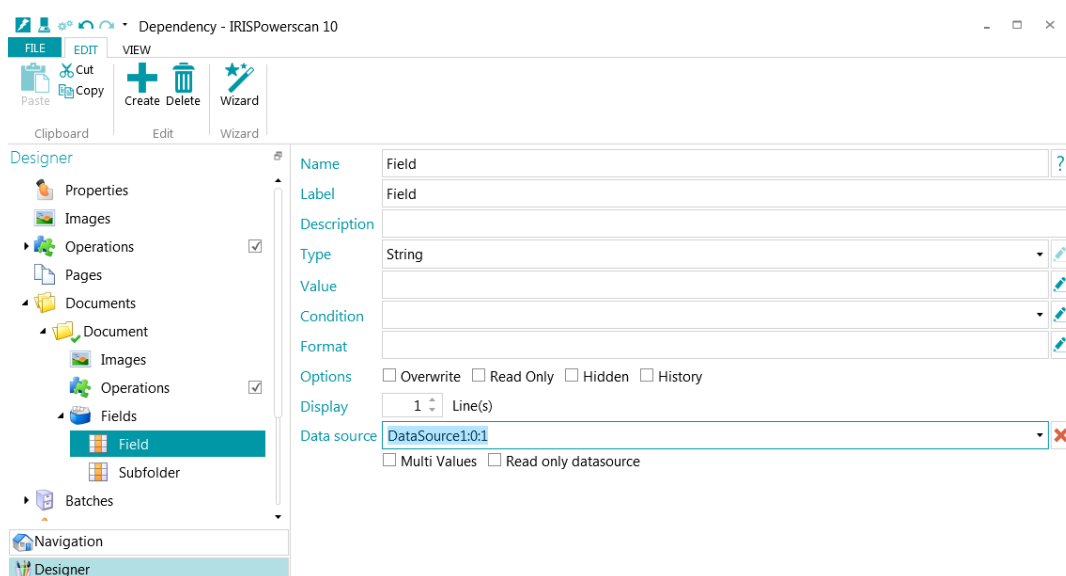 Dependency - IRISPowerscan 10
FILE EDIT VIEW
Paste Cut Copy Create Delete Wizard
Clipboard Edit Wizard
Designer
Properties
Images
Operations
Pages
Documents
Document
Images
Operations
Fields
Field
Subfolder
Batches
Navigation
Designer
Name Field ?
Label Field
Description
Type String
Value
Condition
Format
Options Overwrite Read Only Hidden History
Display 1 Line(s)
Data source DataSource1:0:1
Multi Values Read only datasource